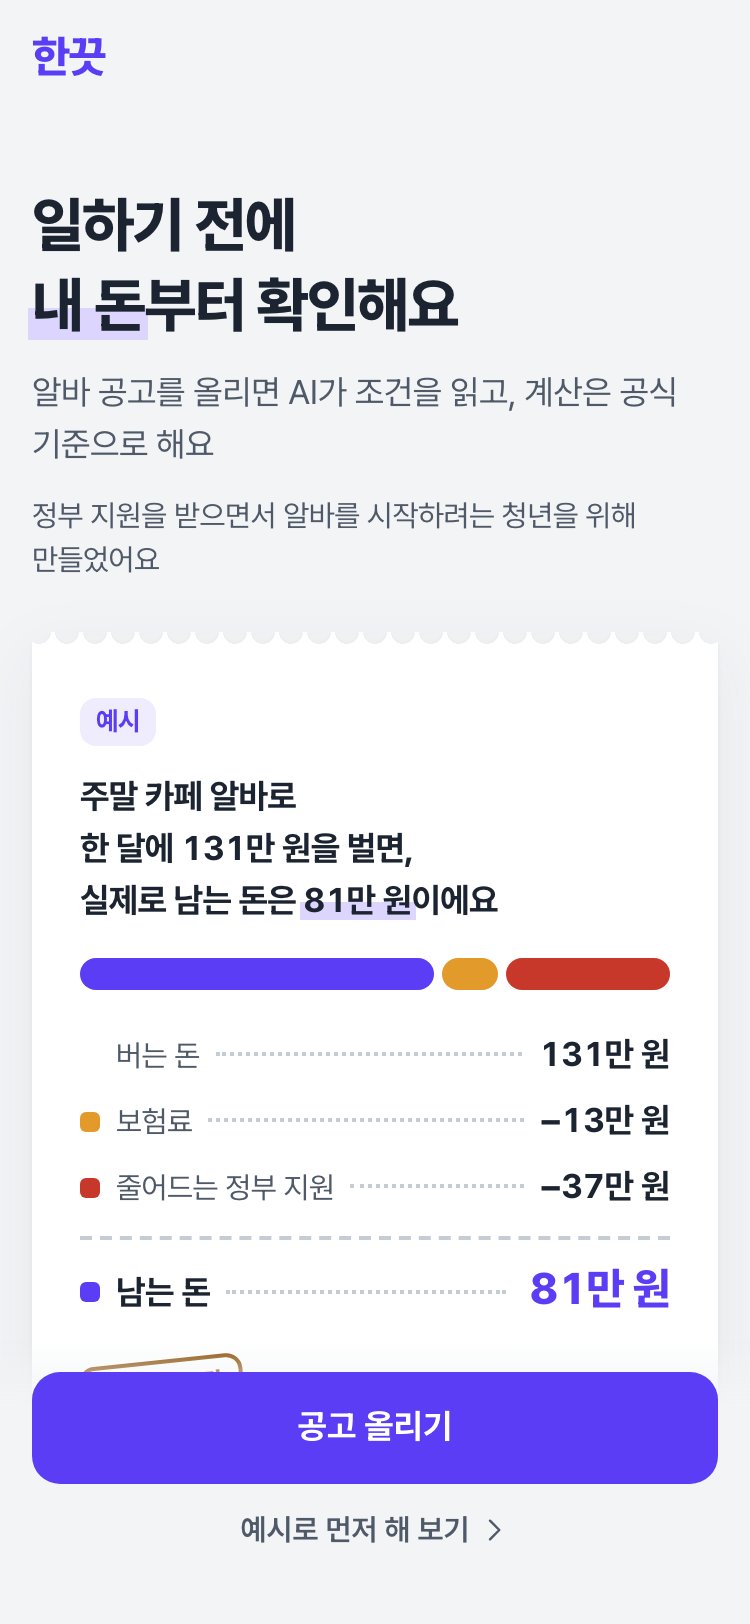 한끗
일하기 전에
내 돈부터 확인해요
알바 공고를 올리면 AI가 조건을 읽고, 계산은 공식
기준으로 해요
정부 지원을 받으면서 알바를 시작하려는 청년을 위해
만들었어요
예시
주말 카페 알바로
한 달에 131만 원을 벌면,
실제로 남는 돈은 81만 원이에요
버는 돈 131만 원
보험료 –13만 원
줄어드는 정부 지원 –37만 원
남는 돈 81만 원
공고 올리기
예시로 먼저 해 보기